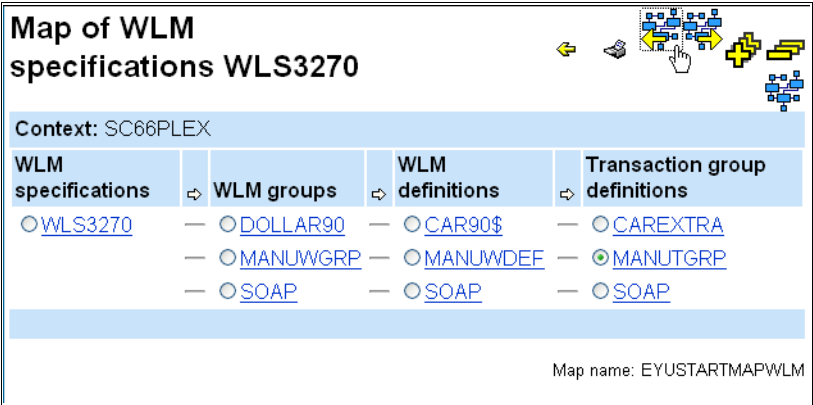 Map of WLM
specifications WLS3270
Context: SC66PLEX
WLM specifications WLM groups WLM definitions Transaction group definitions
WLS3270 DOLLAR90 CAR90$ CAREXTRA
MANUWGRP MANUWDEF MANUTGRP
SOAP SOAP SOAP
Map name: EYUSTARTMAPWLM